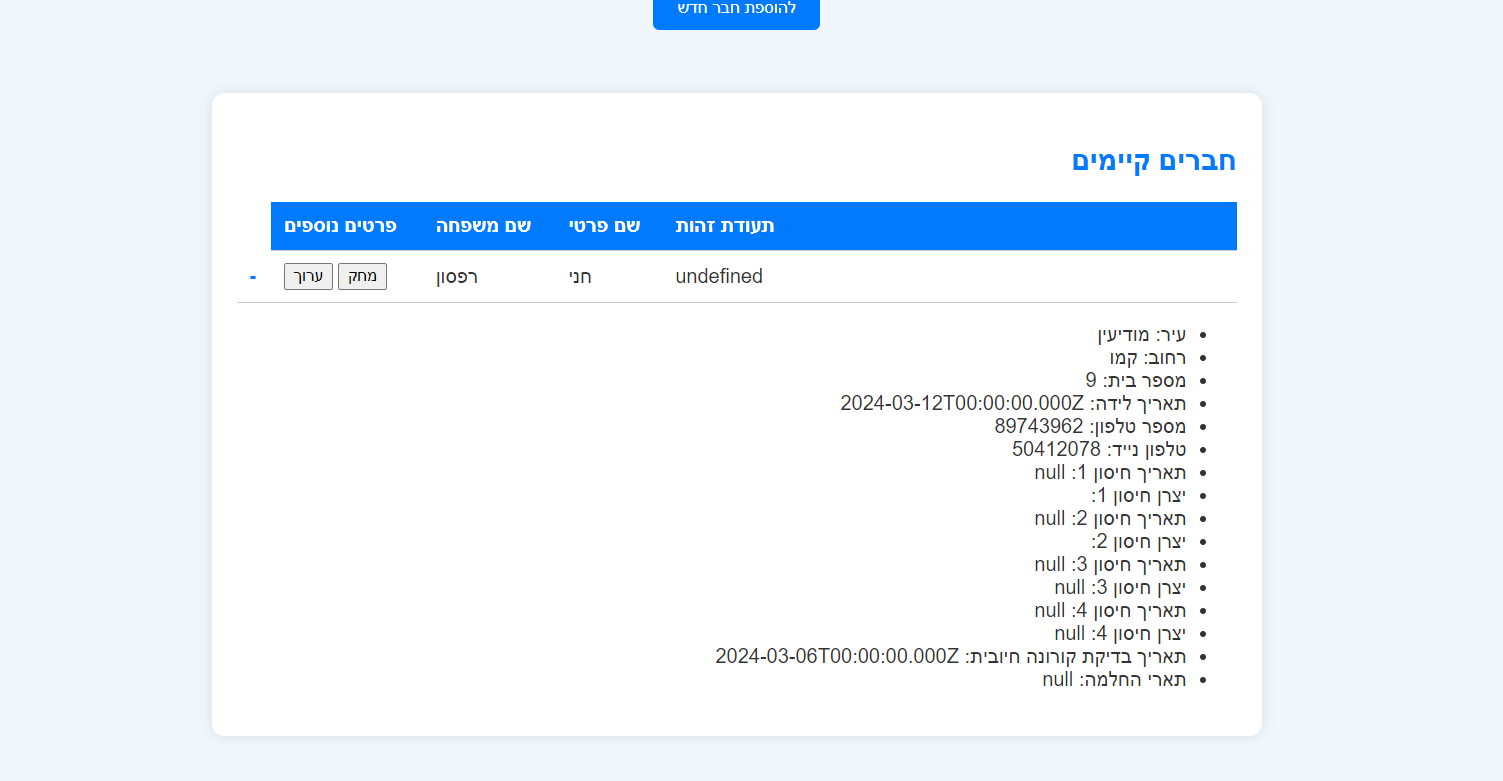 להוספת חבר חדש
חברים קיימים
תעודת זהות שם פרטי שם משפחה פרטים נוספים
undefined חני רפסון מחק ערוך -
עיר: מודיעין
רחוב: קמו
מספר בית: 9
תאריך לידה: 2024-03-12T00:00:00.000Z
מספר טלפון: 89743962
טלפון נייד: 50412078
תאריך חיסון 1: null
יצרן חיסון 1:
תאריך חיסון 2: null
יצרן חיסון 2:
תאריך חיסון 3: null
יצרן חיסון 3: null
תאריך חיסון 4: null
יצרן חיסון 4: null
תאריך בדיקת קורונה חיובית: 2024-03-06T00:00:00.000Z
תארי החלמה: null